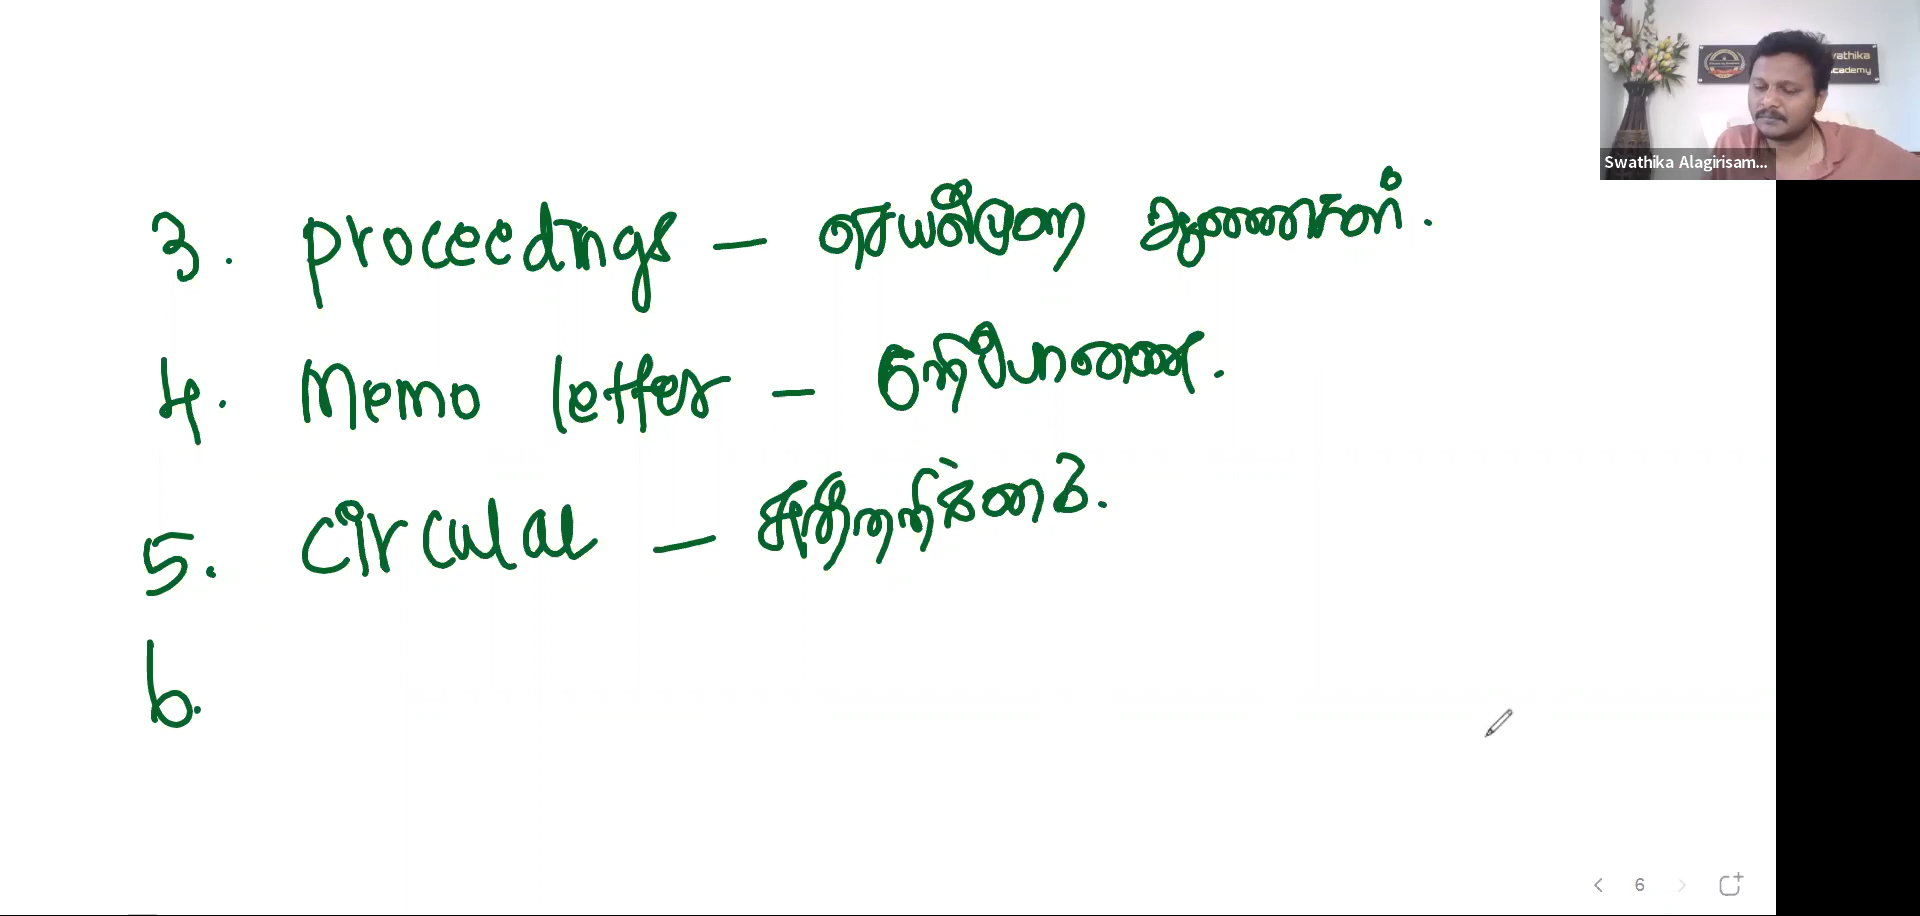 3. Proceedings – செயல்முறை ஆணைகள்.
4. Memo letter – குறிப்பாணை.
5. Circular – சுற்றறிக்கை.
6.
Swathika Alagirisam...
6